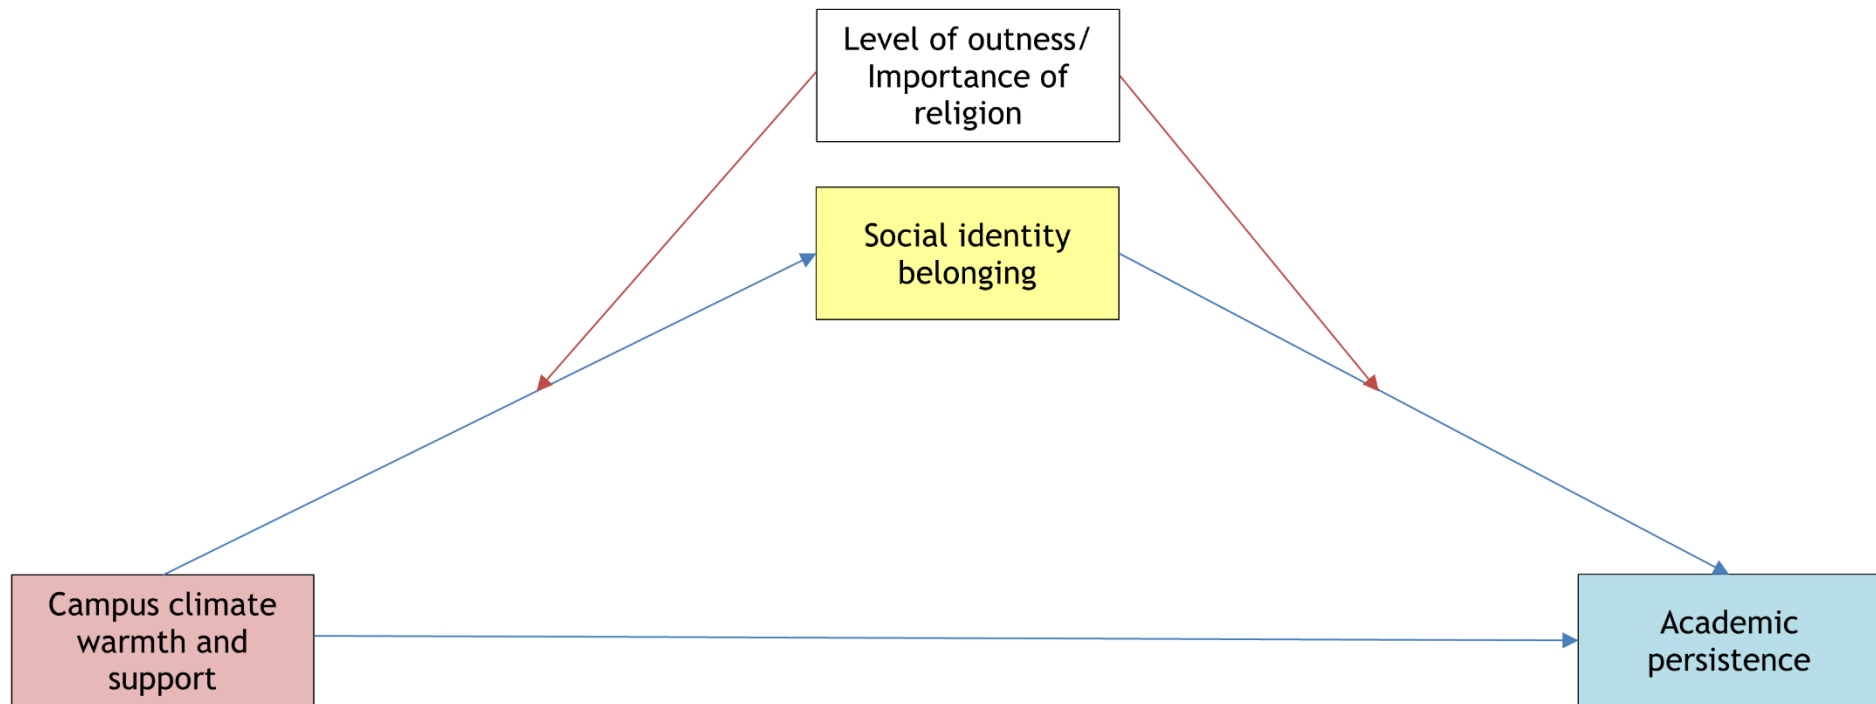 Level of outness/
Importance of
religion
Social identity
belonging
Campus climate
warmth and
support
Academic
persistence